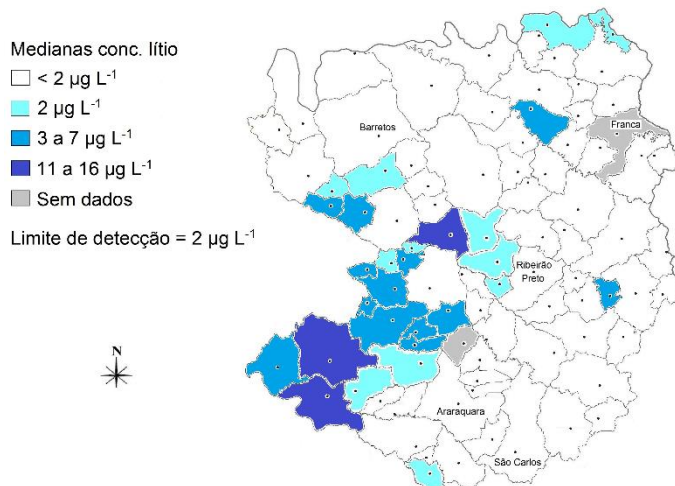 Medianas conc. lítio
< 2 µg L⁻¹
2 µg L⁻¹
3 a 7 µg L⁻¹
11 a 16 µg L⁻¹
Sem dados
Limite de detecção = 2 µg L⁻¹
N
Barretos
Franca
Ribeirão
Preto
Araraquara
São Carlos